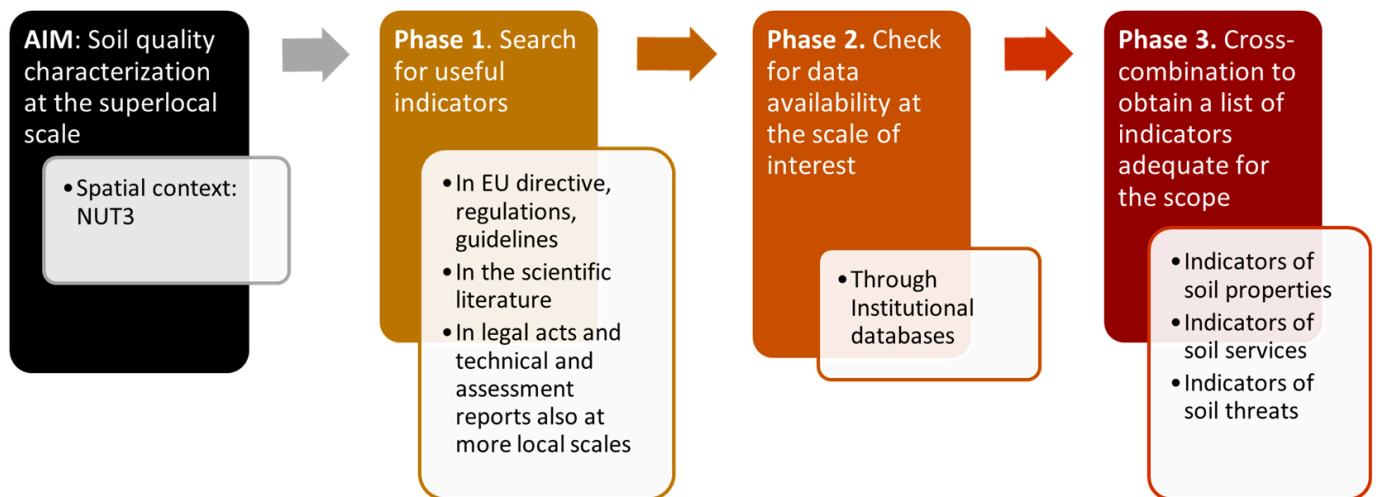 AIM: Soil quality
characterization
at the superlocal
scale
• Spatial context:
NUT3
Phase 1. Search
for useful
indicators
• In EU directive,
regulations,
guidelines
• In the scientific
literature
• In legal acts and
technical and
assessment
reports also at
more local scales
Phase 2. Check
for data
availability at
the scale of
interest
• Through
Institutional
databases
Phase 3. Cross-
combination to
obtain a list of
indicators
adequate for
the scope
• Indicators of
soil properties
• Indicators of
soil services
• Indicators of
soil threats